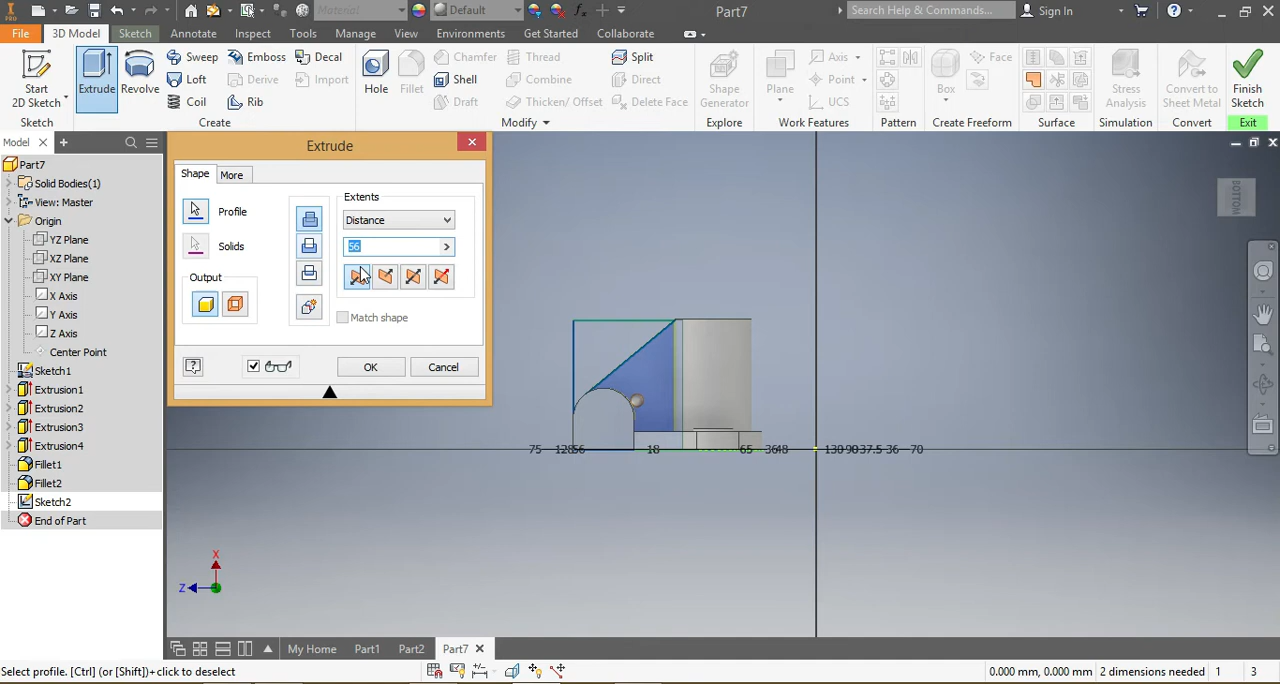 PRO
Material
Default
Part7
Search Help & Commands...
Sign In
File
3D Model
Sketch
Annotate
Inspect
Tools
Manage
View
Environments
Get Started
Collaborate
Start
2D Sketch
Extrude
Revolve
Sweep
Loft
Coil
Emboss
Derive
Rib
Decal
Import
Hole
Fillet
Chamfer
Shell
Draft
Thread
Combine
Thicken/ Offset
Split
Direct
Delete Face
Shape
Generator
Plane
Axis
Point
UCS
Box
Face
Stress
Analysis
Convert to
Sheet Metal
Finish
Sketch
Sketch
Create
Modify
Explore
Work Features
Pattern
Create Freeform
Surface
Simulation
Convert
Exit
Model
Part7
Solid Bodies(1)
View: Master
Origin
YZ Plane
XZ Plane
XY Plane
X Axis
Y Axis
Z Axis
Center Point
Sketch1
Extrusion1
Extrusion2
Extrusion3
Extrusion4
Fillet1
Fillet2
Sketch2
End of Part
Extrude
Shape
More
Profile
Solids
Output
Extents
Distance
56
Match shape
OK
Cancel
BOTTOM
X
Z
My Home
Part1
Part2
Part7
Select profile. [Ctrl] (or [Shift])+click to deselect
0.000 mm, 0.000 mm
2 dimensions needed
1
3